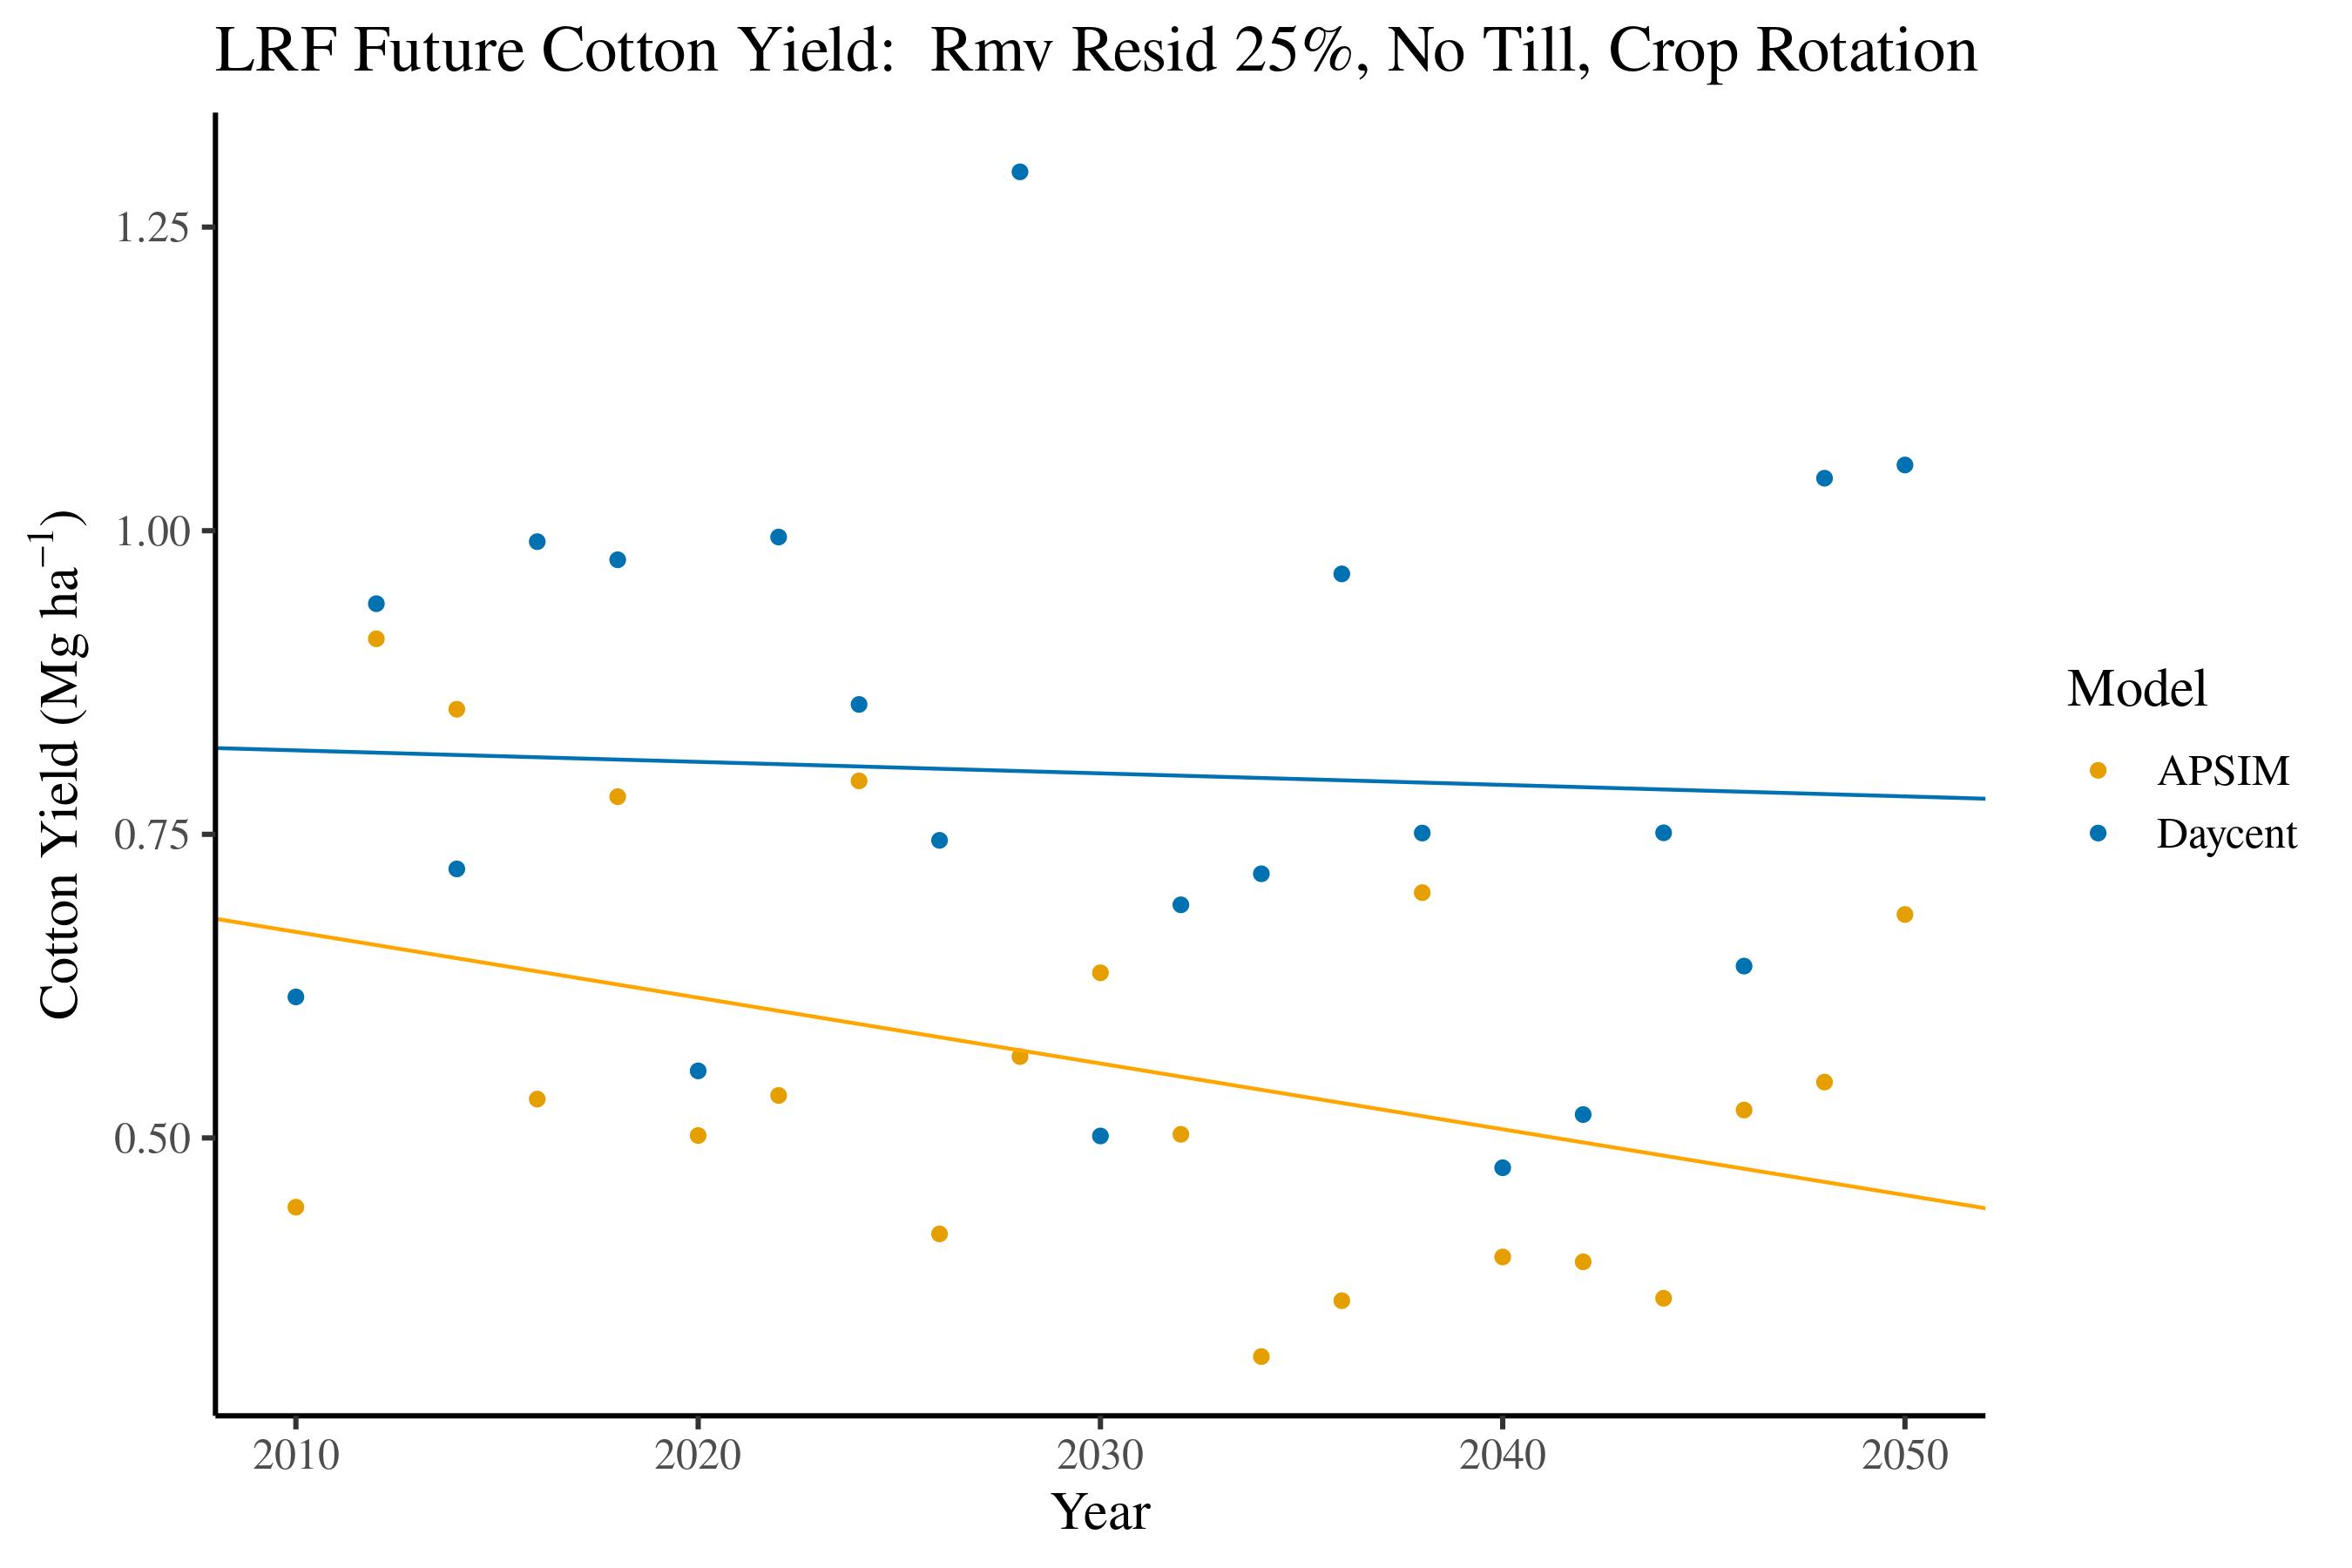 LRF Future Cotton Yield:  Rmv Reid 25%, No Till, Crop Rotation
Cotton Yield (Mg ha⁻¹)
1.25
1.00
0.75
0.50
2010 2020 2030 2040 2050
Year
Model
APSIM
Daycent